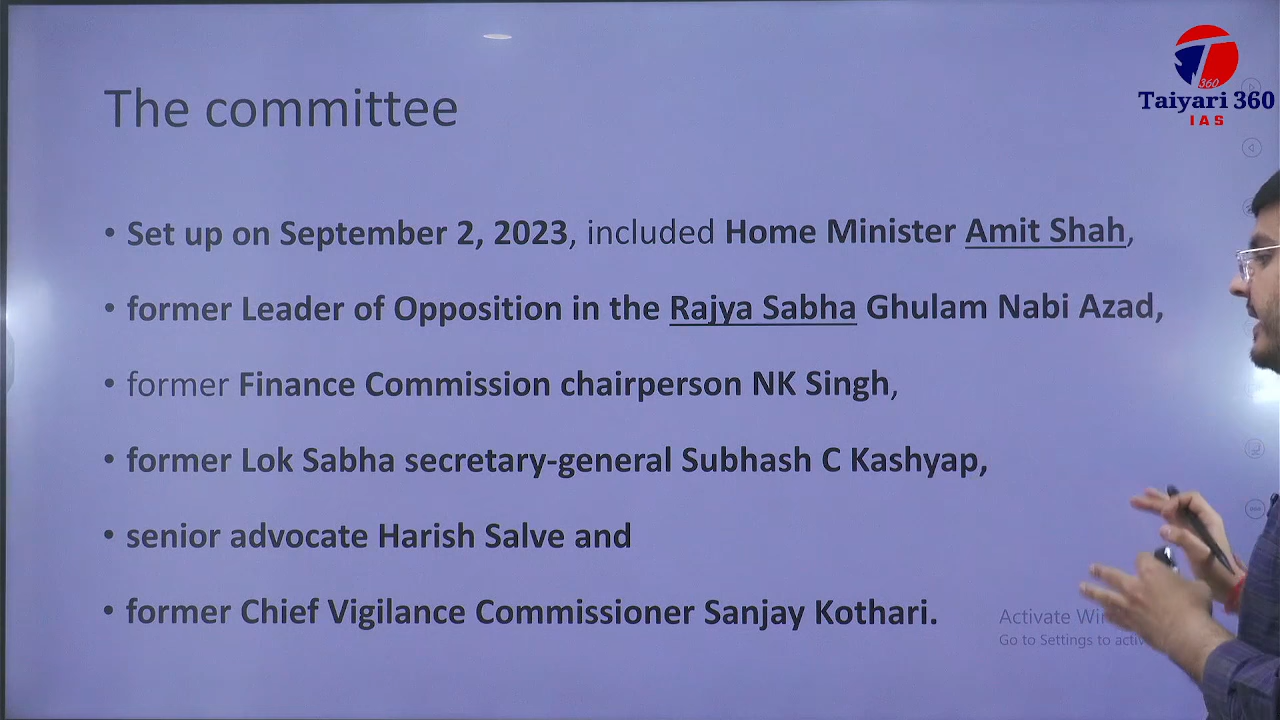 360
Taiyari 360
IAS
The committee
• Set up on September 2, 2023, included Home Minister Amit Shah,
• former Leader of Opposition in the Rajya Sabha Ghulam Nabi Azad,
• former Finance Commission chairperson NK Singh,
• former Lok Sabha secretary-general Subhash C Kashyap,
• senior advocate Harish Salve and
• former Chief Vigilance Commissioner Sanjay Kothari.
Activate
Go to Settings to